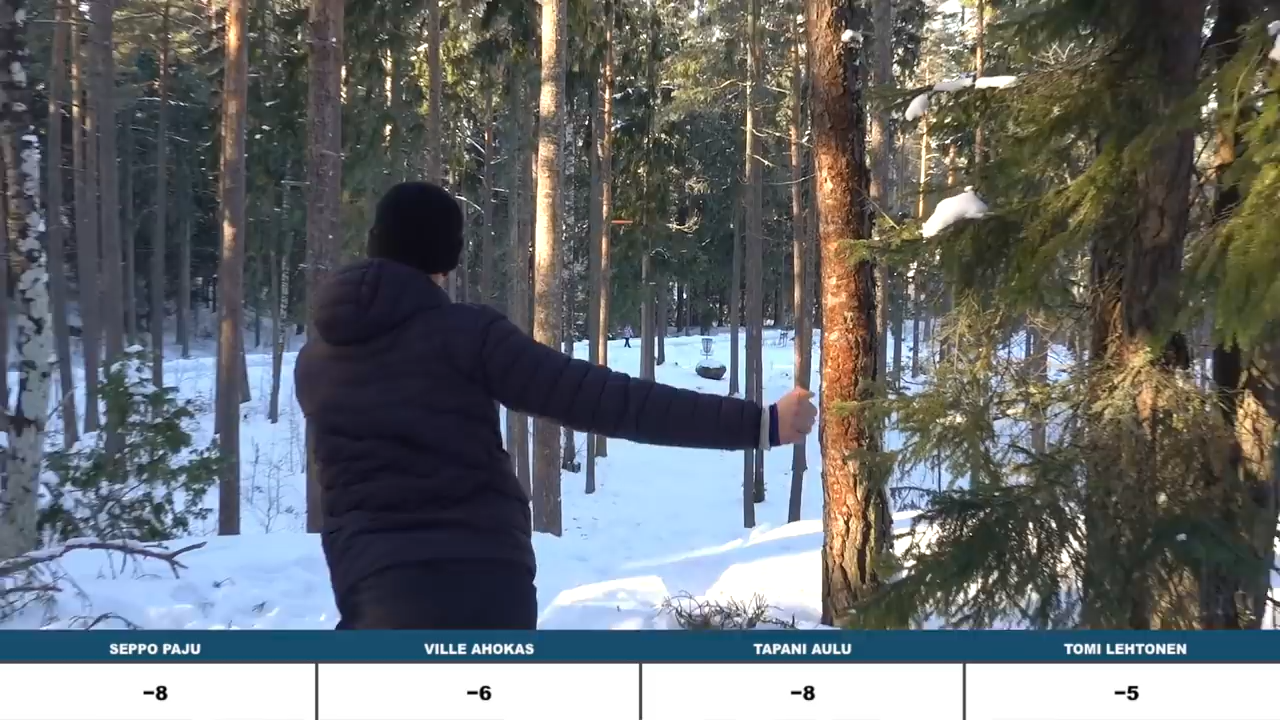 SEPPO PAJU VILLE AHOKAS TAPANI AULU TOMI LEHTONEN
−8 −6 −8 −5